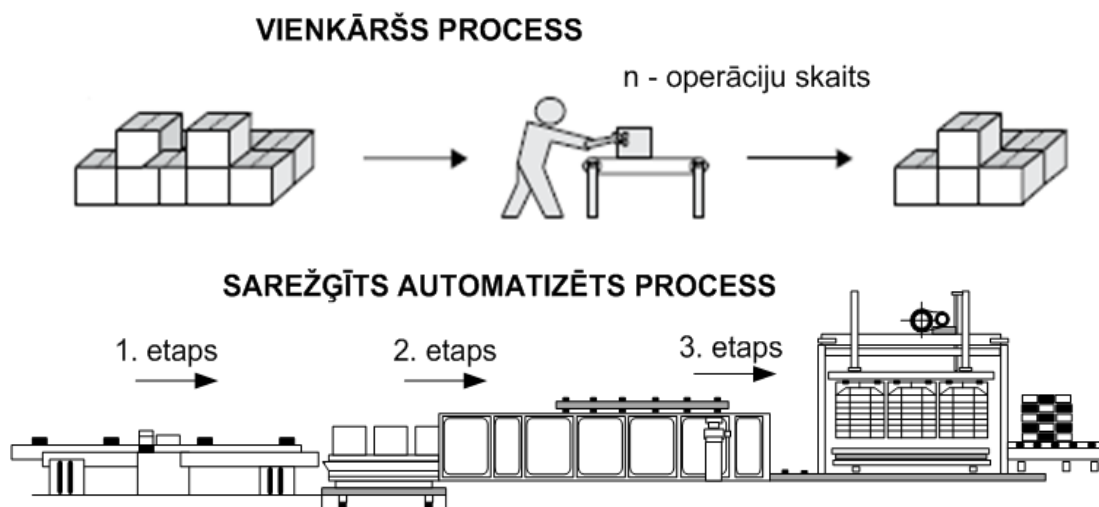 VIENKĀRŠS PROCESS
n - operāciju skaits
SAREŽĢĪTS AUTOMATIZĒTS PROCESS
1. etaps
2. etaps
3. etaps